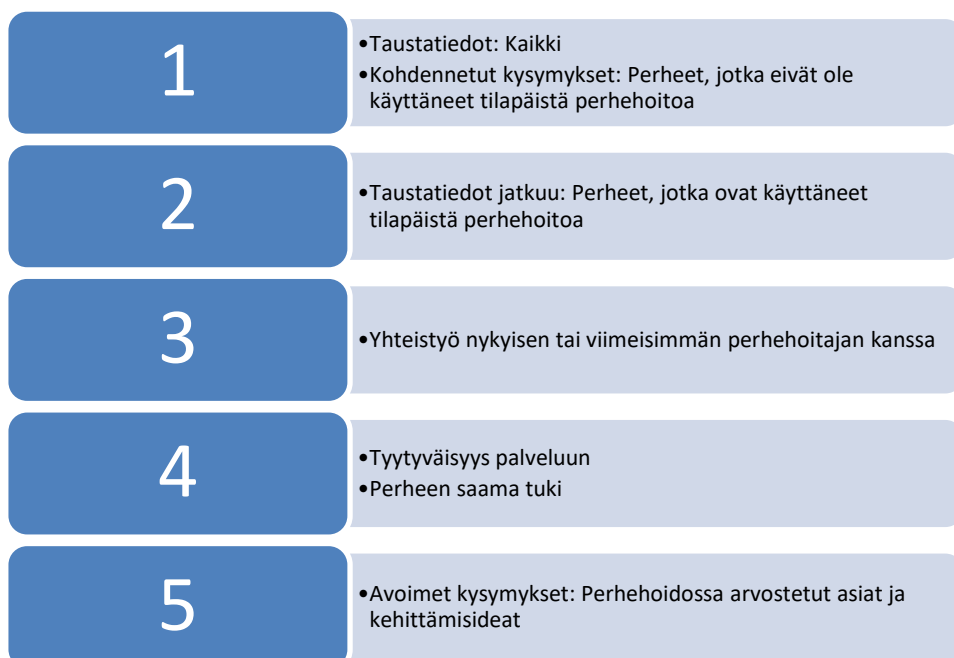 1
•Taustatiedot: Kaikki
•Kohdennetut kysymykset: Perheet, jotka eivät ole
käyttäneet tilapäistä perhehoitoa
2
•Taustatiedot jatkuu: Perheet, jotka ovat käyttäneet
tilapäistä perhehoitoa
3
•Yhteistyö nykyisen tai viimeisimmän perhehoitajan kanssa
4
•Tyytyväisyys palveluun
•Perheen saama tuki
5
•Avoimet kysymykset: Perhehoidossa arvostetut asiat ja
kehittämisideat